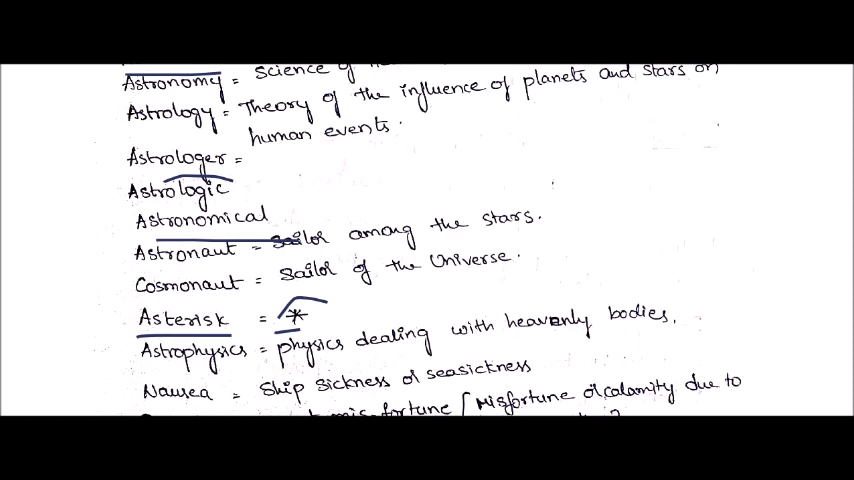 Astronomy = Science of
Astrology = Theory of the influence of planets and stars on
human events.
Astrologer =
Astrologic
Astronomical
Astronaut = sailor among the stars.
Cosmonaut = sailor of the Universe.
Asterisk = *
Astrophysics = physics dealing with heavenly bodies.
Nausea = Ship sickness or seasickness
misfortune / Misfortune or calamity due to